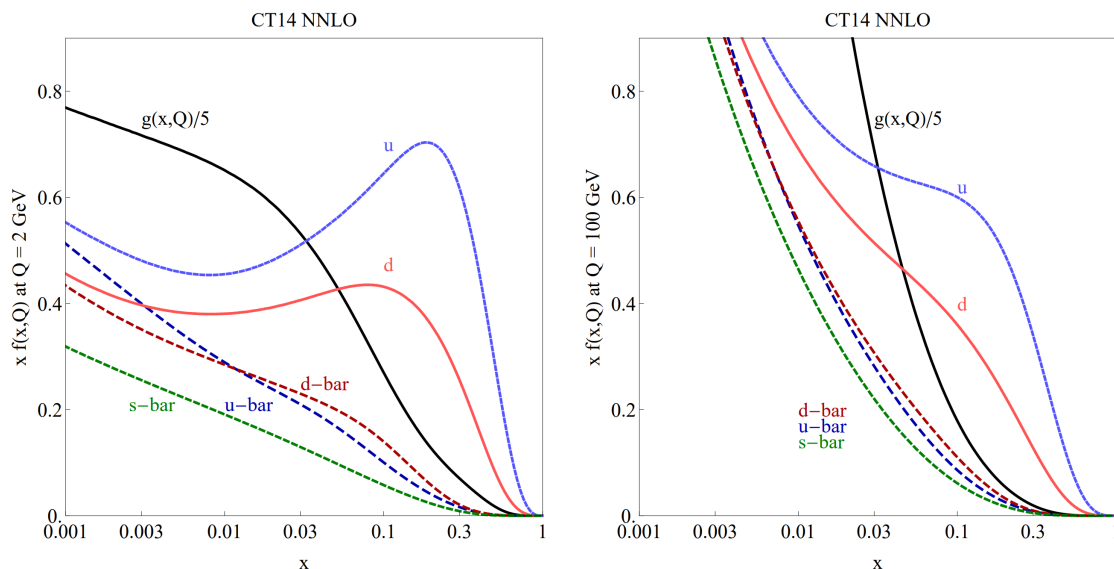 CT14 NNLO
x f(x,Q) at Q = 2 GeV
0.8
0.6
0.4
0.2
0
g(x,Q)/5
u
d
d−bar
u−bar
s−bar
0.001
0.003
0.01
0.03
0.1
0.3
1
x
CT14 NNLO
x f(x,Q) at Q = 100 GeV
0.8
0.6
0.4
0.2
0
g(x,Q)/5
u
d
d−bar
u−bar
s−bar
0.001
0.003
0.01
0.03
0.1
0.3
x